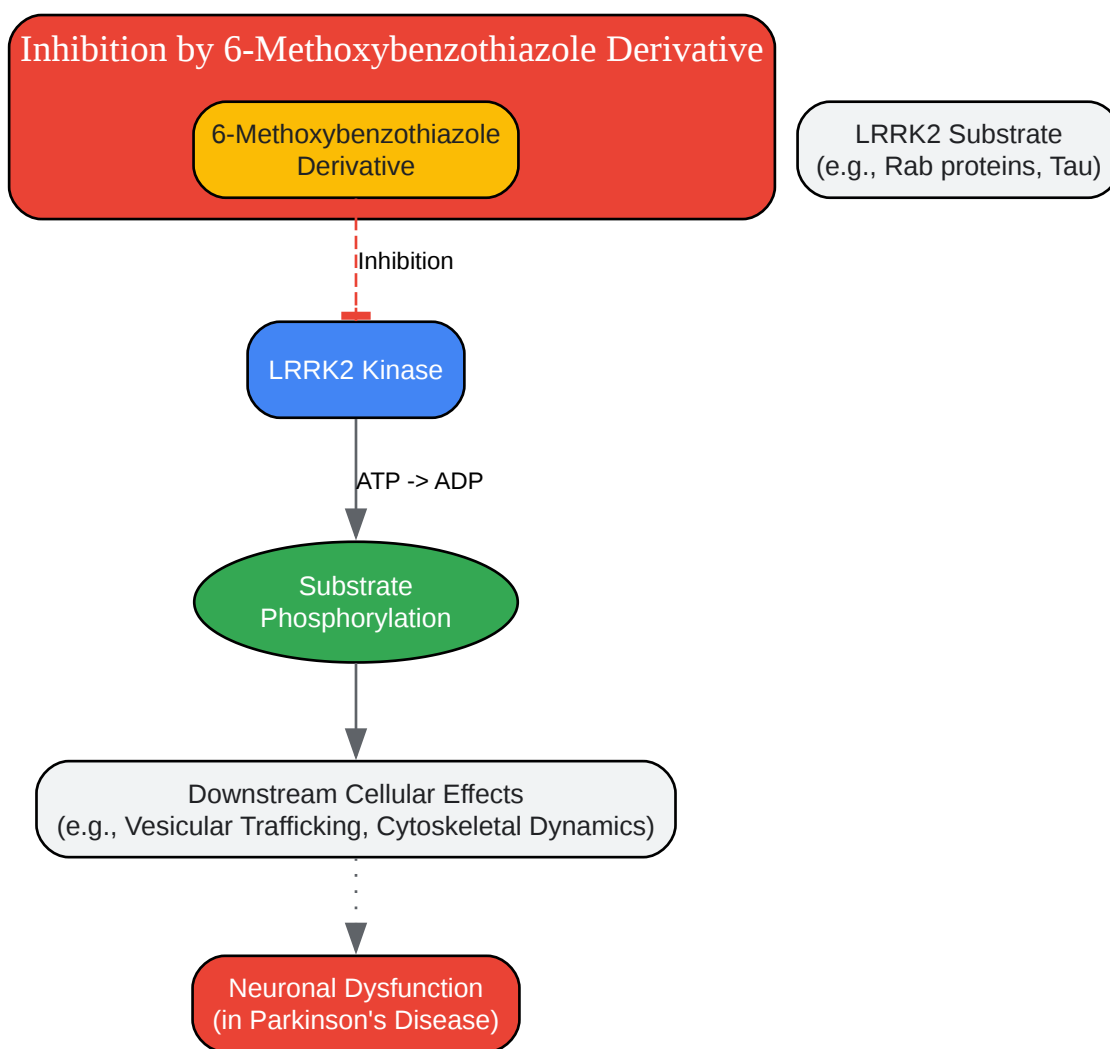 Inhibition by 6-Methoxybenzothiazole Derivative
6-Methoxybenzothiazole
Derivative
LRRK2 Substrate
(e.g., Rab proteins, Tau)
Inhibition
LRRK2 Kinase
ATP -> ADP
Substrate
Phosphorylation
Downstream Cellular Effects
(e.g., Vesicular Trafficking, Cytoskeletal Dynamics)
Neuronal Dysfunction
(in Parkinson's Disease)